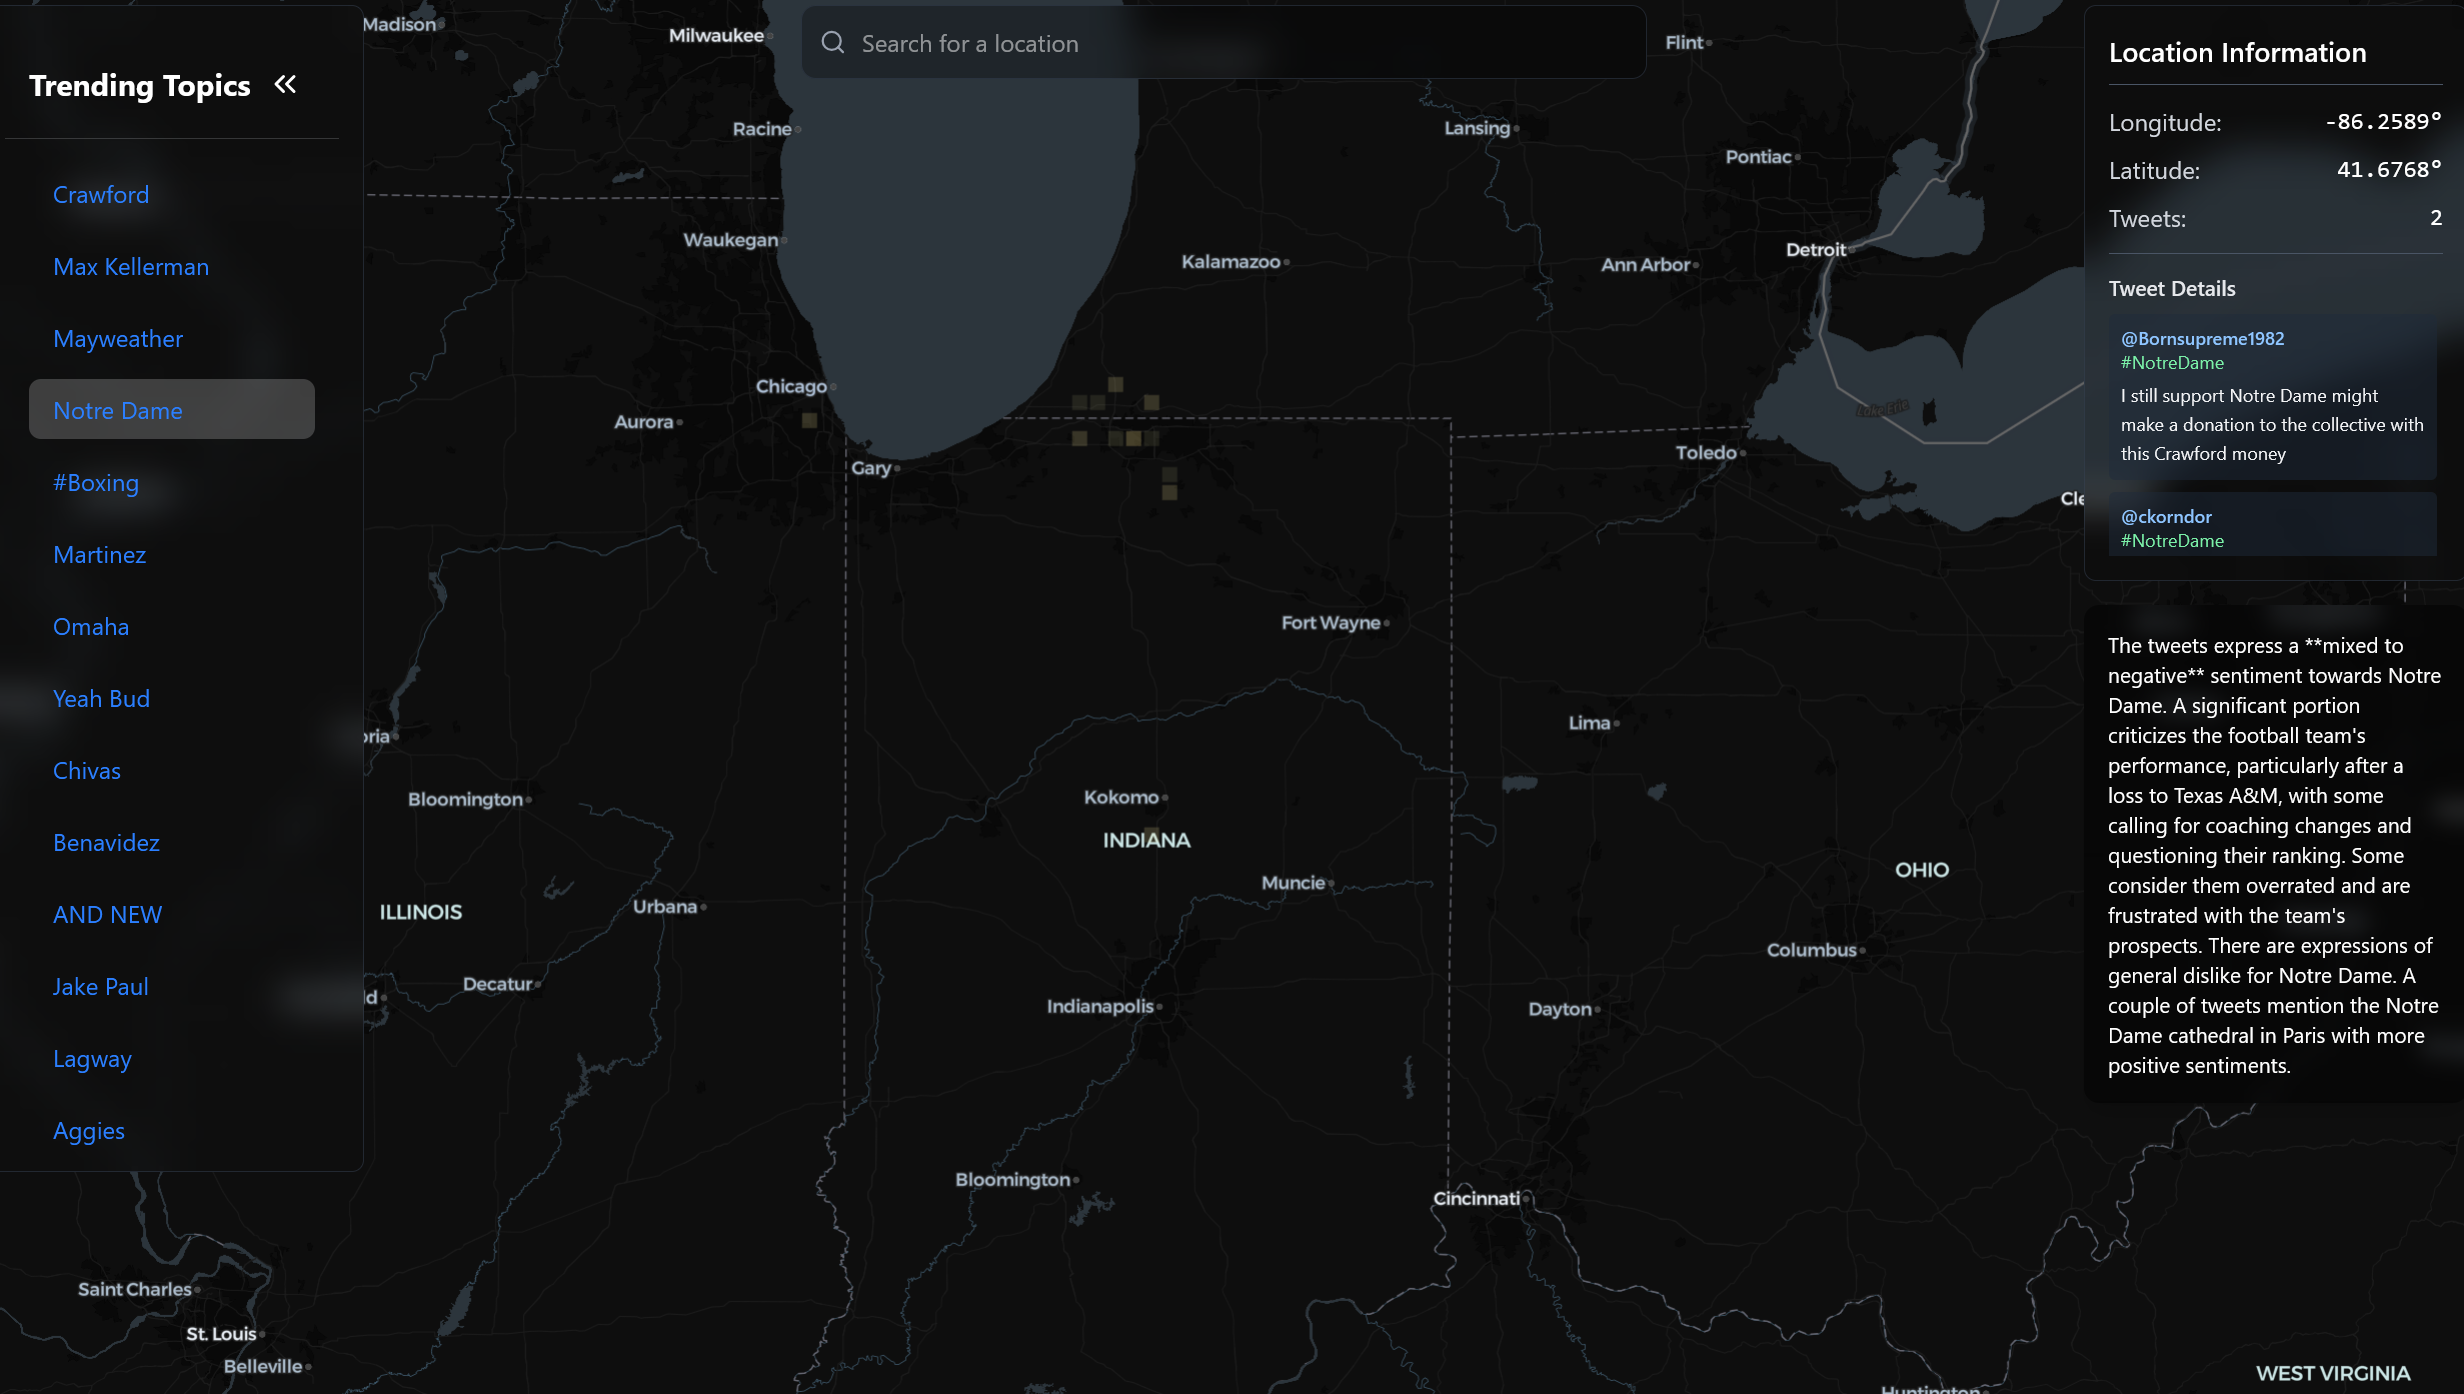 Trending Topics
Crawford
Max Kellerman
Mayweather
Notre Dame
#Boxing
Martinez
Omaha
Yeah Bud
Chivas
Benavidez
AND NEW
Jake Paul
Lagway
Aggies
Search for a location
Madison
Milwaukee
Racine
Waukegan
Chicago
Aurora
Gary
Flint
Lansing
Pontiac
Kalamazoo
Ann Arbor
Detroit
Lake Erie
Toledo
Cle
Fort Wayne
Lima
oria
Bloomington
Kokomo
INDIANA
Muncie
OHIO
ILLINOIS
Urbana
Columbus
Decatur
ld
Indianapolis
Dayton
Bloomington
Cincinnati
Saint Charles
St. Louis
Belleville
WEST VIRGINIA
Huntington
Location Information
Longitude: -86.2589°
Latitude: 41.6768°
Tweets: 2
Tweet Details
@Bornsupreme1982
#NotreDame
I still support Notre Dame might
make a donation to the collective with
this Crawford money
@ckorndor
#NotreDame
The tweets express a **mixed to
negative** sentiment towards Notre
Dame. A significant portion
criticizes the football team's
performance, particularly after a
loss to Texas A&M, with some
calling for coaching changes and
questioning their ranking. Some
consider them overrated and are
frustrated with the team's
prospects. There are expressions of
general dislike for Notre Dame. A
couple of tweets mention the Notre
Dame cathedral in Paris with more
positive sentiments.